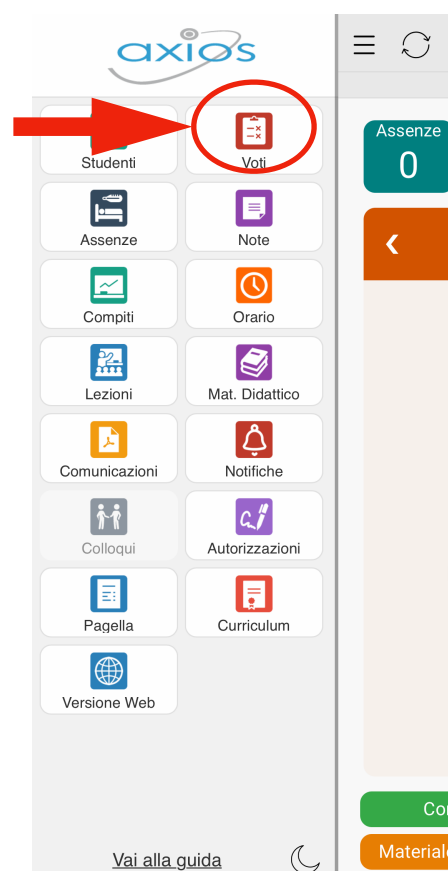 axios
Assenze
0
Studenti
Voti
Assenze
Note
Compiti
Orario
Lezioni
Mat. Didattico
Comunicazioni
Notifiche
Colloqui
Autorizzazioni
Pagella
Curriculum
Versione Web
Vai alla guida